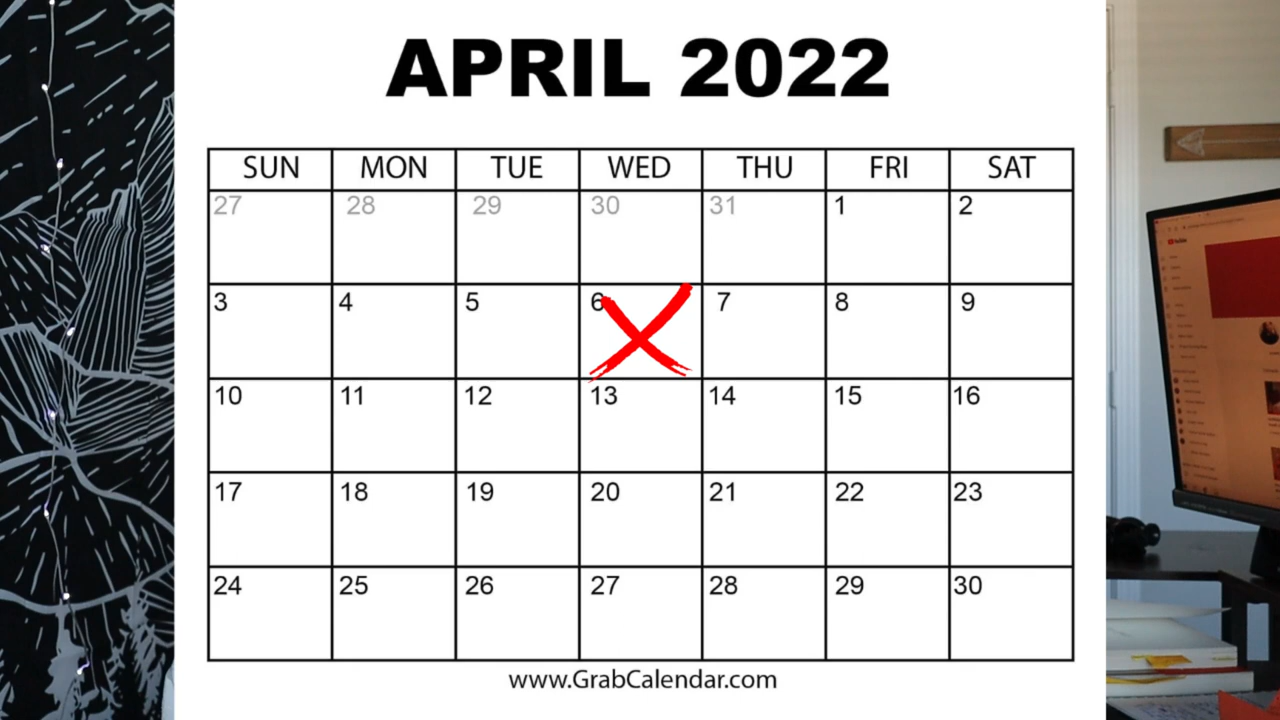 APRIL 2022
SUN MON TUE WED THU FRI SAT
27 28 29 30 31 1 2
3 4 5 6 7 8 9
10 11 12 13 14 15 16
17 18 19 20 21 22 23
24 25 26 27 28 29 30
www.GrabCalendar.com